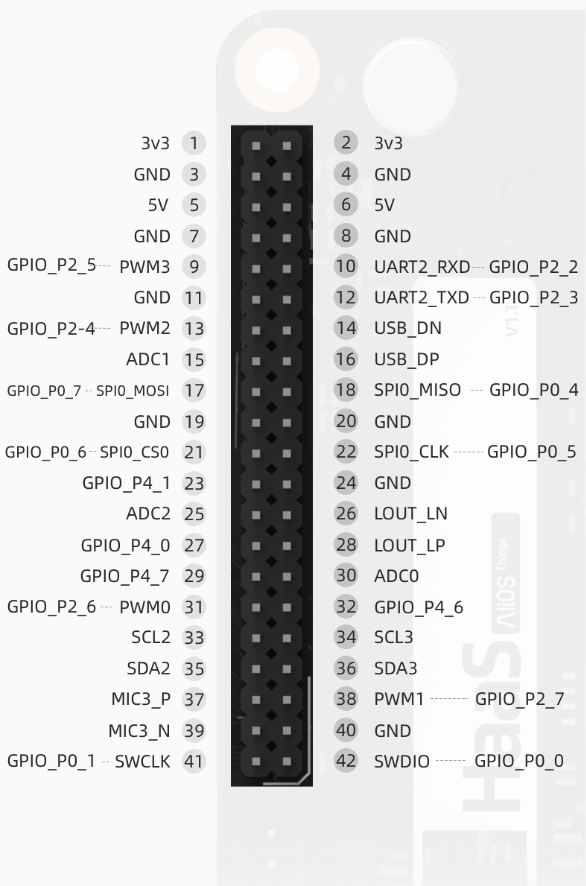 3v3 1 2 3v3
GND 3 4 GND
5V 5 6 5V
GND 7 8 GND
GPIO_P2_5 PWM3 9 10 UART2_RXD GPIO_P2_2
GND 11 12 UART2_TXD GPIO_P2_3
GPIO_P2-4 PWM2 13 14 USB_DN
ADC1 15 16 USB_DP
GPIO_P0_7 SPI0_MOSI 17 18 SPI0_MISO GPIO_P0_4
GND 19 20 GND
GPIO_P0_6 SPI0_CS0 21 22 SPI0_CLK GPIO_P0_5
GPIO_P4_1 23 24 GND
ADC2 25 26 LOUT_LN
GPIO_P4_0 27 28 LOUT_LP
GPIO_P4_7 29 30 ADC0
GPIO_P2_6 PWM0 31 32 GPIO_P4_6
SCL2 33 34 SCL3
SDA2 35 36 SDA3
MIC3_P 37 38 PWM1 GPIO_P2_7
MIC3_N 39 40 GND
GPIO_P0_1 SWCLK 41 42 SWDIO GPIO_P0_0
HaaS AliOS Things